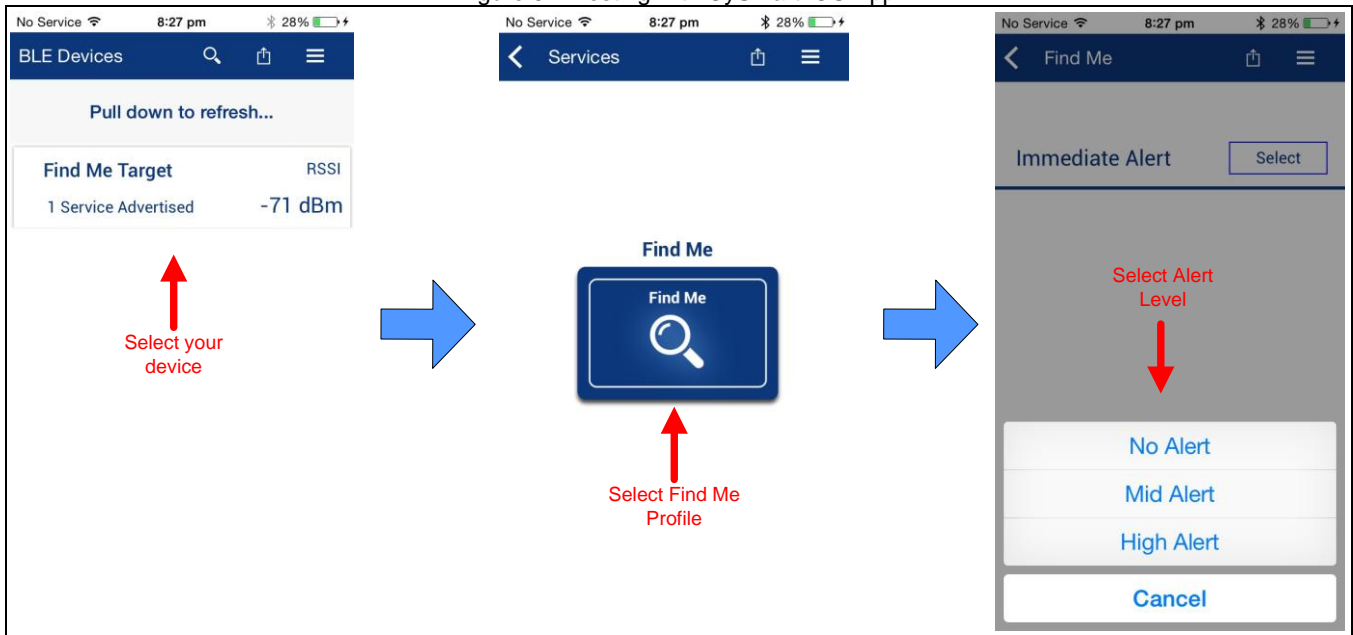 No Service 8:27 pm 28%
BLE Devices
Pull down to refresh...
Find Me Target RSSI
1 Service Advertised -71 dBm
Select your
device
No Service 8:27 pm 28%
Services
Find Me
Find Me
Select Find Me
Profile
No Service 8:27 pm 28%
Find Me
Immediate Alert Select
Select Alert
Level
No Alert
Mid Alert
High Alert
Cancel